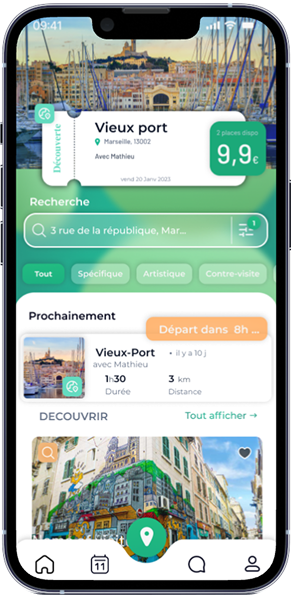 09:41
Découverte
Vieux port
Marseille, 13002
Avec Mathieu
vend 20 Janv 2023
2 places dispo
9,9€
Recherche
3 rue de la république, Mar...
1
Tout
Spécifique
Artistique
Contre-visite
Prochainement
Départ dans 8h ...
Vieux-Port
• il y a 10 j
avec Mathieu
1h30
Durée
3 km
Distance
DECOUVRIR
Tout afficher →
11